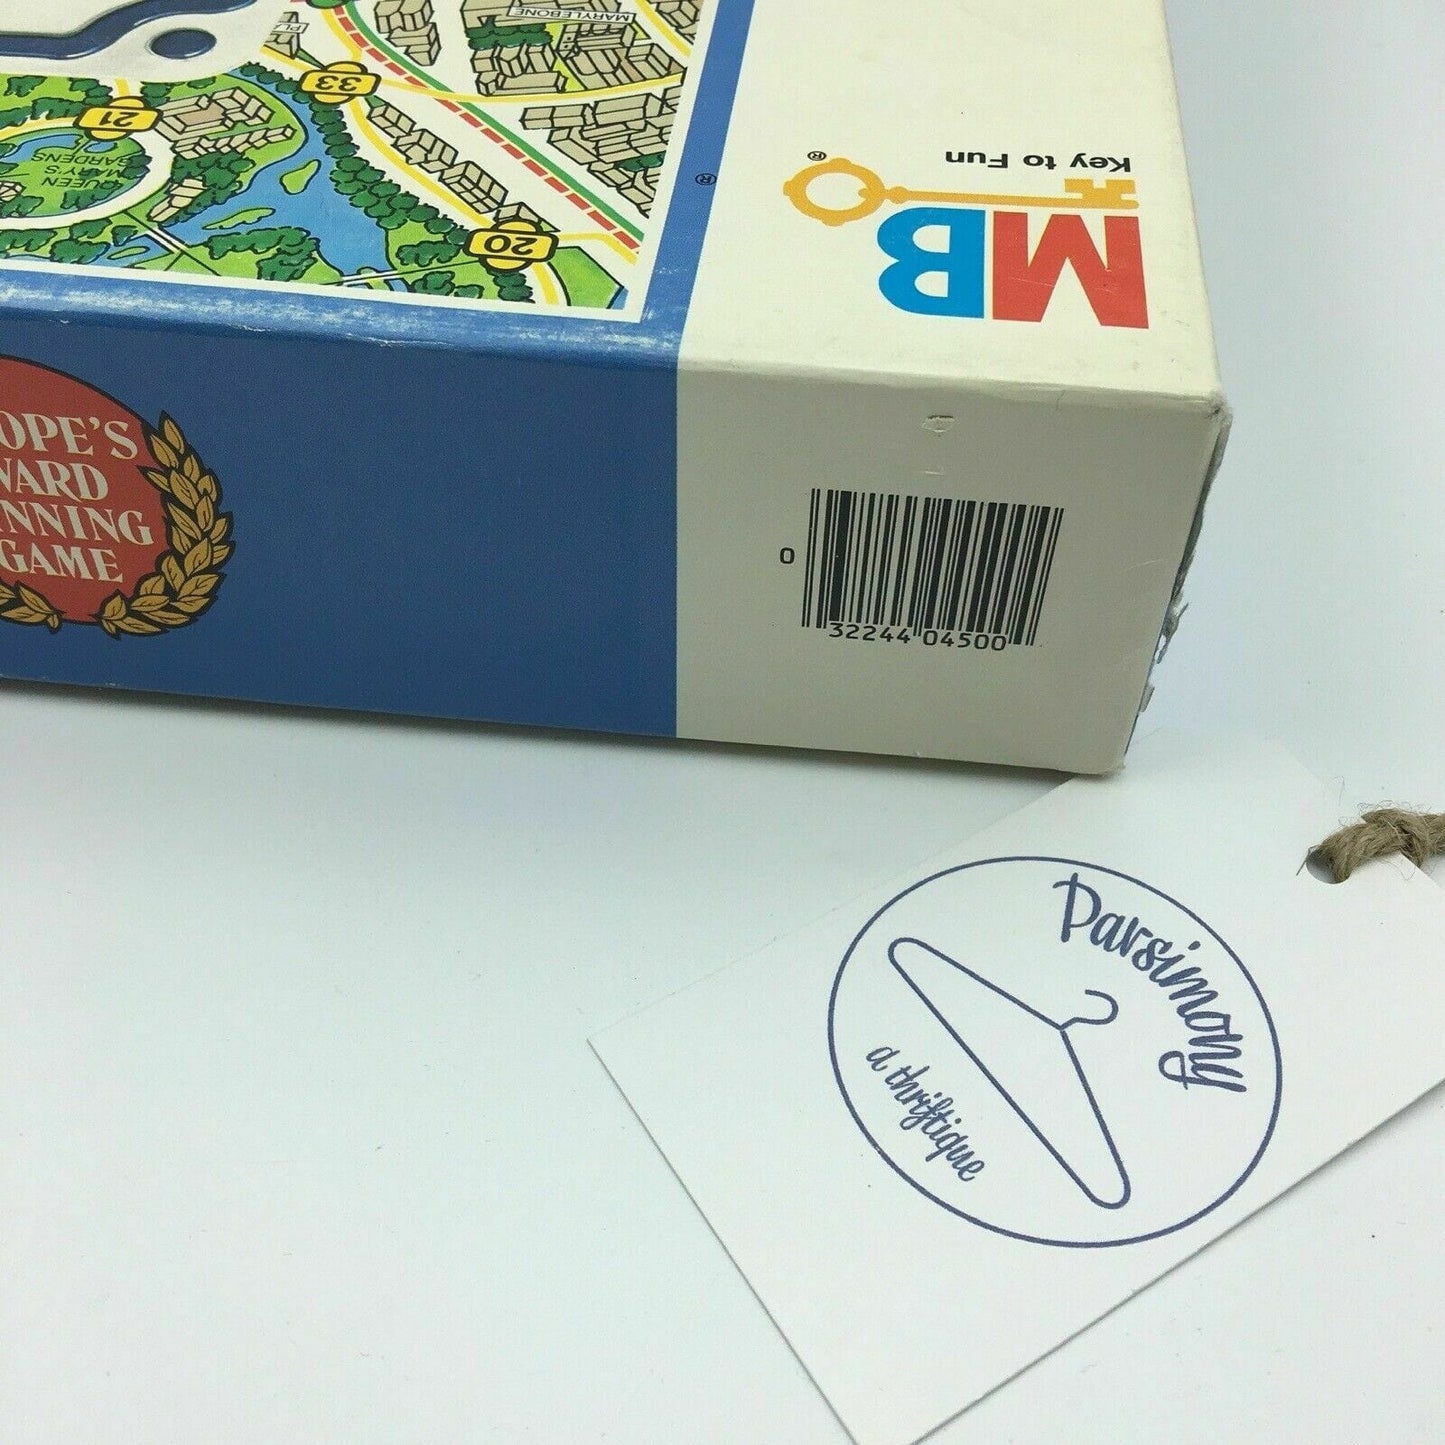 MARYLEBONE
33
21
QUEEN
MARY'S
GARDENS
20
®
Key to Fun
®
MB
OPE'S
WARD
NNING
GAME
0
32244 04500
Parsimony
a thriftique